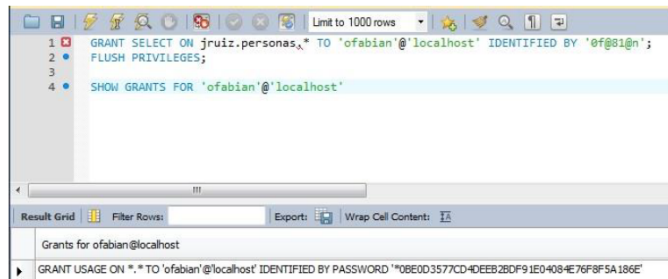 Limit to 1000 rows
1 GRANT SELECT ON jruiz.personas.* TO 'ofabian'@'localhost' IDENTIFIED BY '0f@81@n';
2 FLUSH PRIVILEGES;
3
4 SHOW GRANTS FOR 'ofabian'@'localhost'
Result Grid Filter Rows: Export: Wrap Cell Content:
Grants for ofabian@localhost
GRANT USAGE ON *.* TO 'ofabian'@'localhost' IDENTIFIED BY PASSWORD '*0BE0D3577CD4DEEB2BDF91E04084E76F8F5A186E'